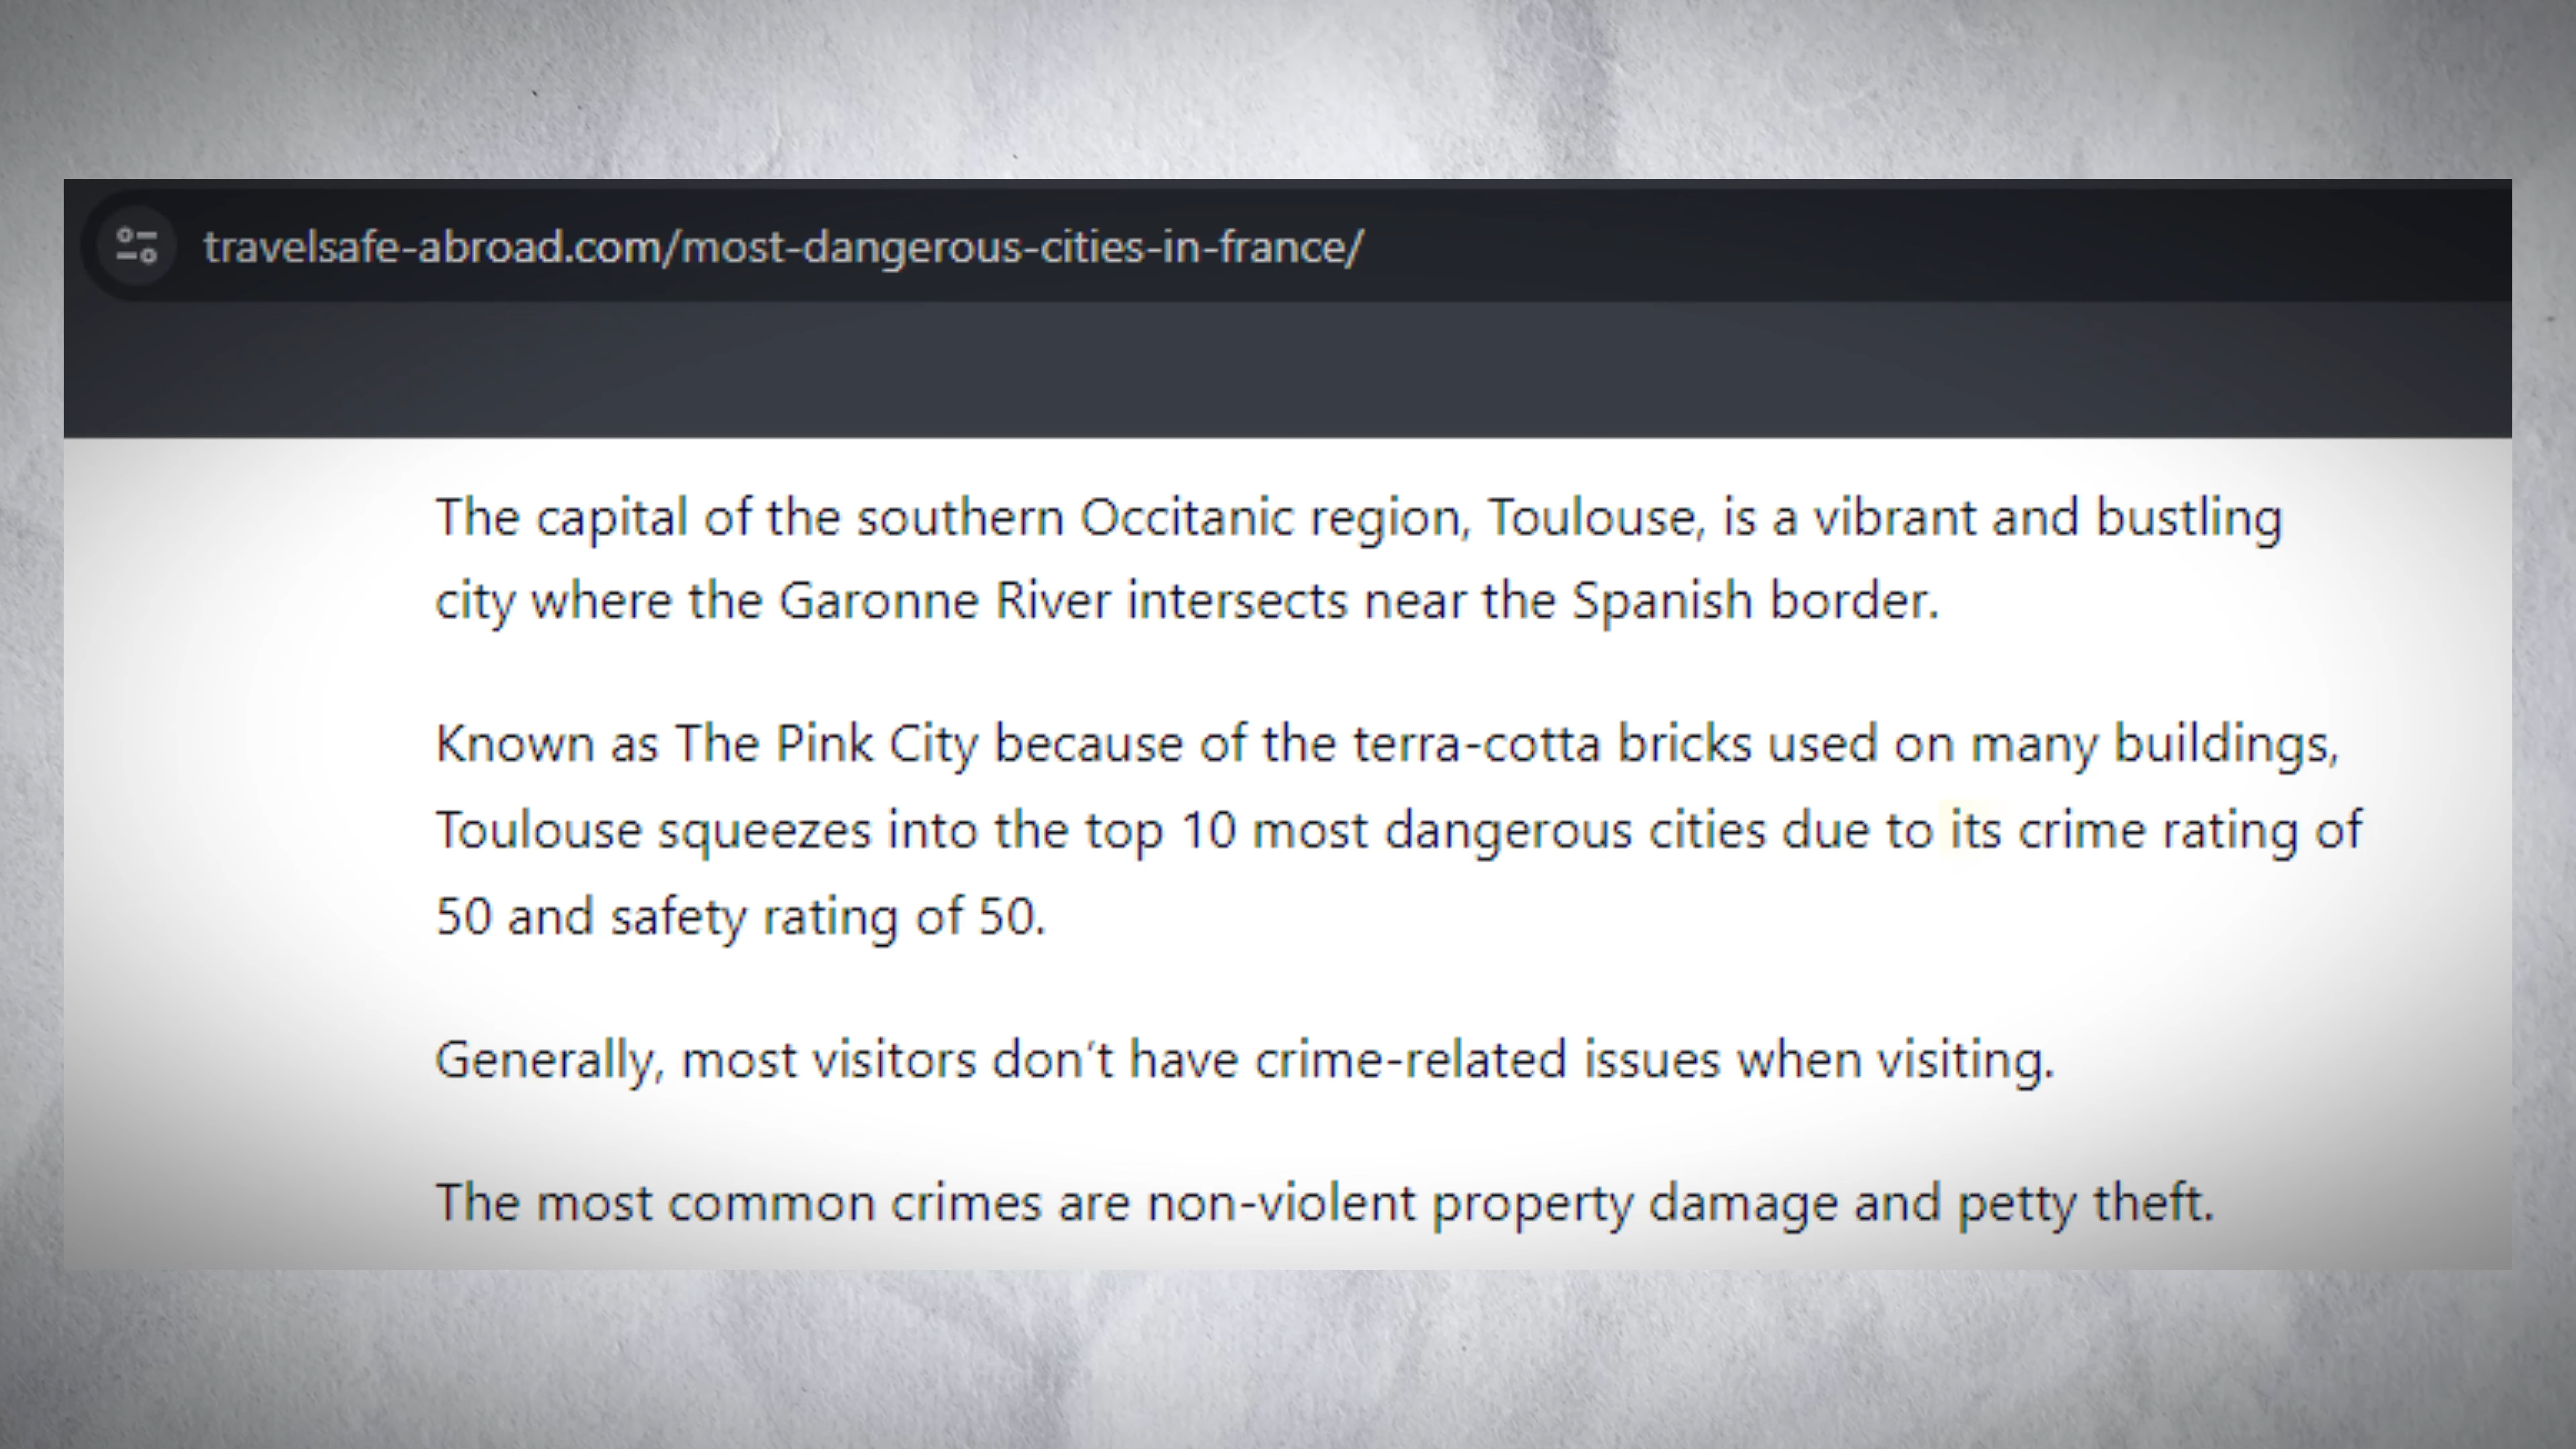 travelsafe-abroad.com/most-dangerous-cities-in-france/
The capital of the southern Occitanic region, Toulouse, is a vibrant and bustling
city where the Garonne River intersects near the Spanish border.
Known as The Pink City because of the terra-cotta bricks used on many buildings,
Toulouse squeezes into the top 10 most dangerous cities due to its crime rating of
50 and safety rating of 50.
Generally, most visitors don't have crime-related issues when visiting.
The most common crimes are non-violent property damage and petty theft.